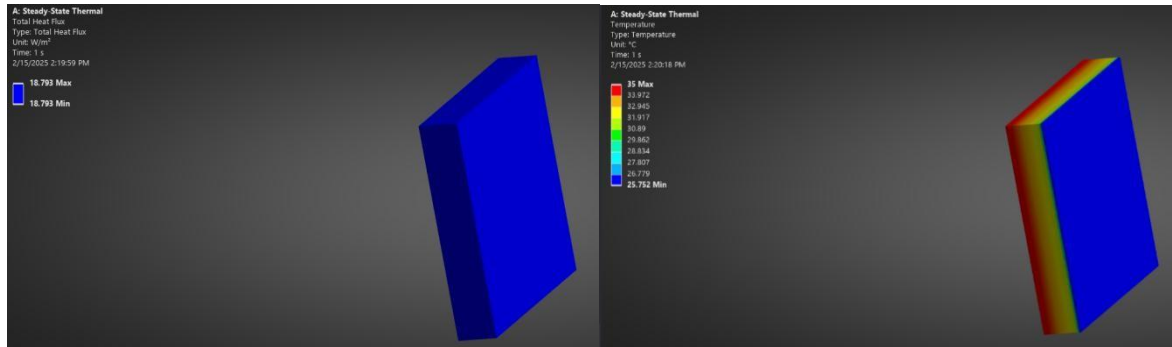 A: Steady-State Thermal
Total Heat Flux
Type: Total Heat Flux
Unit: W/m²
Time: 1 s
2/15/2025 2:19:59 PM
18.793 Max
18.793 Min
A: Steady-State Thermal
Temperature
Type: Temperature
Unit: °C
Time: 1 s
2/15/2025 2:20:18 PM
35 Max
33.972
32.945
31.917
30.89
29.862
28.834
27.807
26.779
25.752 Min